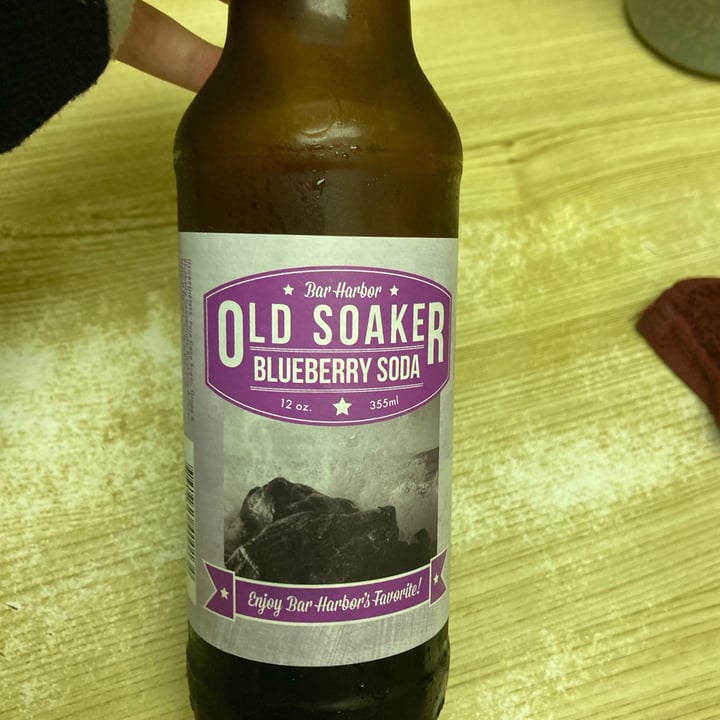 Bar Harbor
OLD SOAKER
BLUEBERRY SODA
12 oz. 355ml
Enjoy Bar Harbor's Favorite!